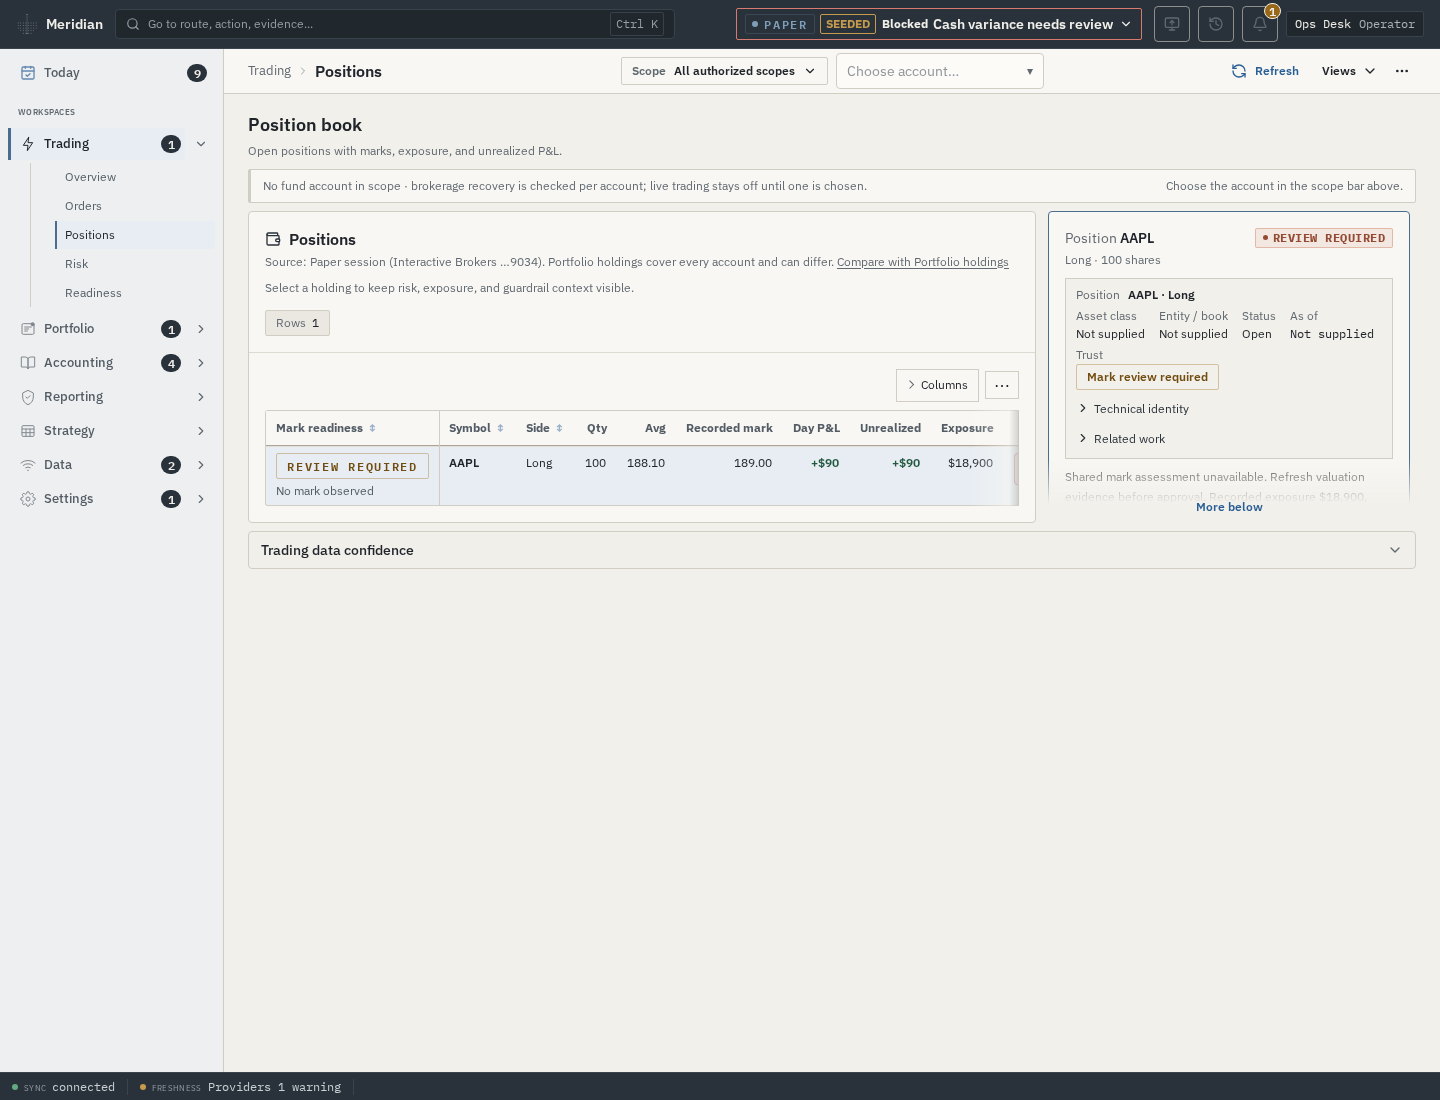 Meridian
Go to route, action, evidence...
Ctrl K
PAPER SEEDED Blocked Cash variance needs review
1
Ops Desk Operator
Today 9
WORKSPACES
Trading 1
Overview
Orders
Positions
Risk
Readiness
Portfolio 1
Accounting 4
Reporting
Strategy
Data 2
Settings 1
Trading Positions
Scope All authorized scopes
Choose account...
Refresh
Views
Position book
Open positions with marks, exposure, and unrealized P&L.
No fund account in scope · brokerage recovery is checked per account; live trading stays off until one is chosen.
Choose the account in the scope bar above.
Positions
Source: Paper session (Interactive Brokers ...9034). Portfolio holdings cover every account and can differ. Compare with Portfolio holdings
Select a holding to keep risk, exposure, and guardrail context visible.
Rows 1
Columns
Mark readiness Symbol Side Qty Avg Recorded mark Day P&L Unrealized Exposure
REVIEW REQUIRED AAPL Long 100 188.10 189.00 +$90 +$90 $18,900
No mark observed
Position AAPL
REVIEW REQUIRED
Long · 100 shares
Position AAPL · Long
Asset class Entity / book Status As of
Not supplied Not supplied Open Not supplied
Trust
Mark review required
Technical identity
Related work
Shared mark assessment unavailable. Refresh valuation
evidence before approval. Recorded exposure $18,900,
More below
Trading data confidence
SYNC connected
FRESHNESS Providers 1 warning